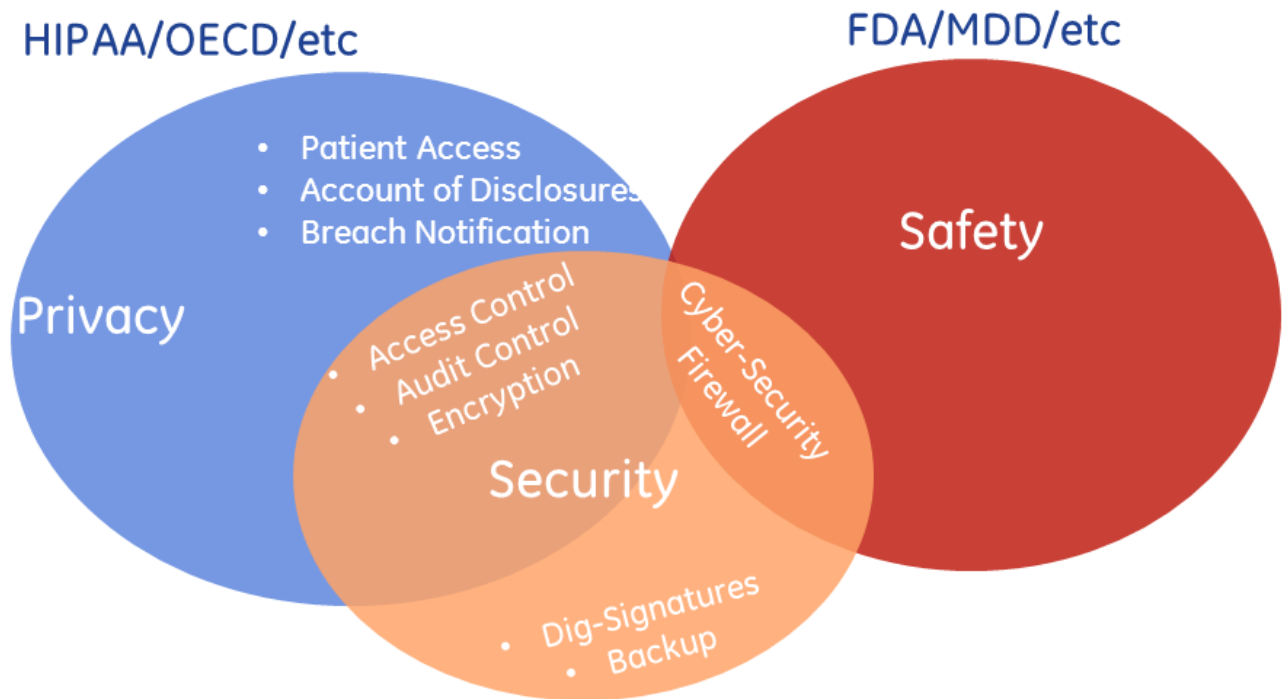 HIPAA/OECD/etc
FDA/MDD/etc
• Patient Access
• Account of Disclosures
• Breach Notification
Privacy
Safety
• Access Control
• Audit Control
• Encryption
Cyber-Security
Firewall
Security
• Dig-Signatures
• Backup